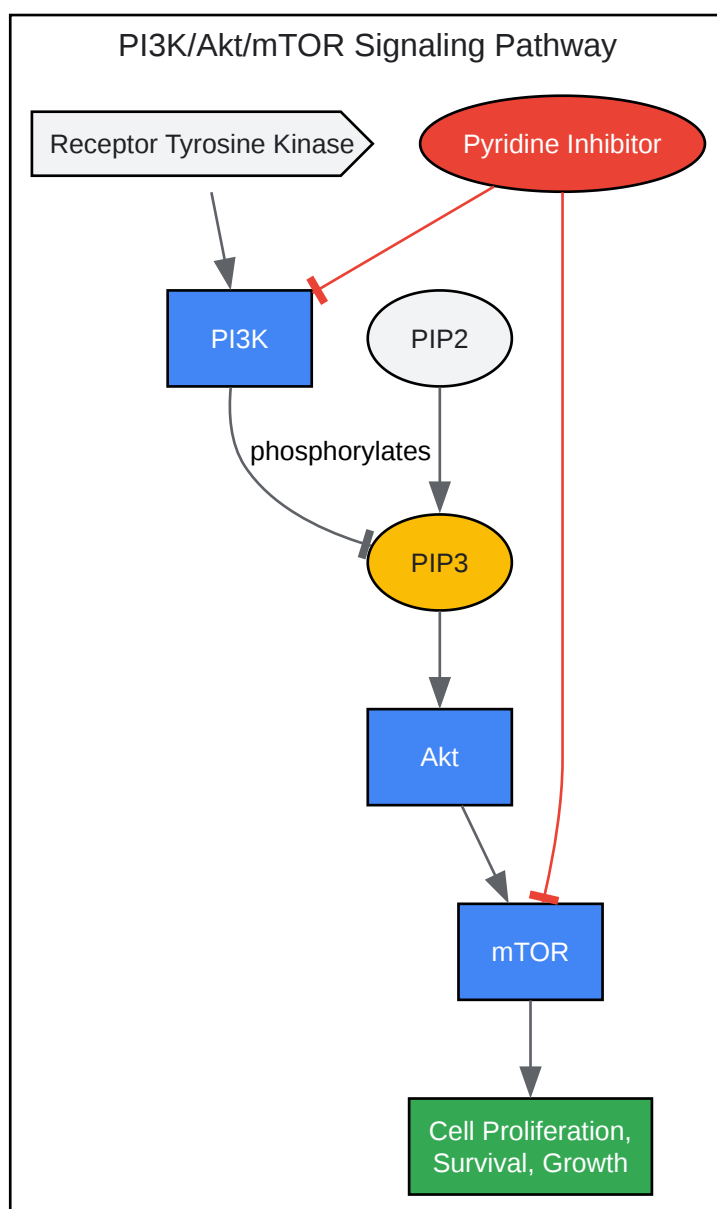 PI3K/Akt/mTOR Signaling Pathway
Receptor Tyrosine Kinase
Pyridine Inhibitor
PI3K
PIP2
phosphorylates
PIP3
Akt
mTOR
Cell Proliferation,
Survival, Growth